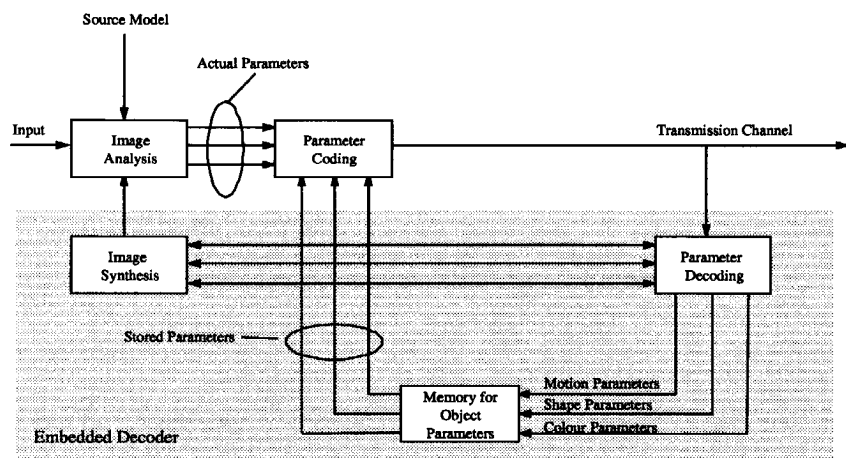 Source Model
Actual Parameters
Input
Image
Analysis
Parameter
Coding
Transmission Channel
Image
Synthesis
Parameter
Decoding
Stored Parameters
Memory for
Object
Parameters
Motion Parameters
Shape Parameters
Colour Parameters
Embedded Decoder